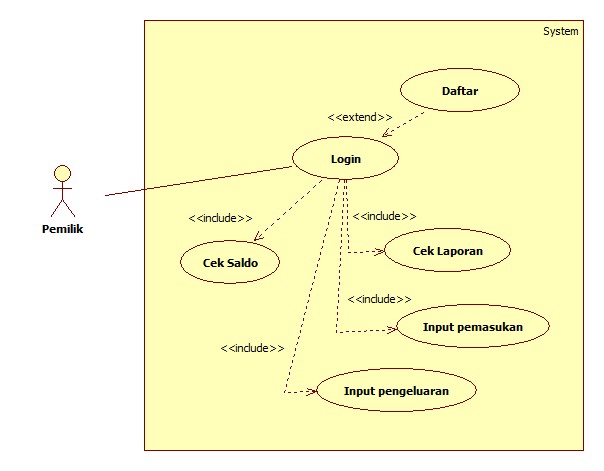 System
Daftar
<<extend>>
Login
Pemilik
<<include>>
<<include>>
Cek Saldo
Cek Laporan
<<include>>
Input pemasukan
<<include>>
Input pengeluaran